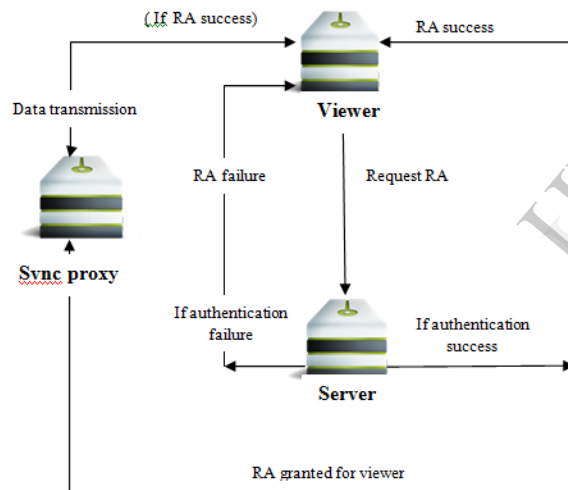 ( If RA success)
RA success
Data transmission
Viewer
RA failure
Request RA
Sync proxy
If authentication
failure
If authentication
success
Server
RA granted for viewer